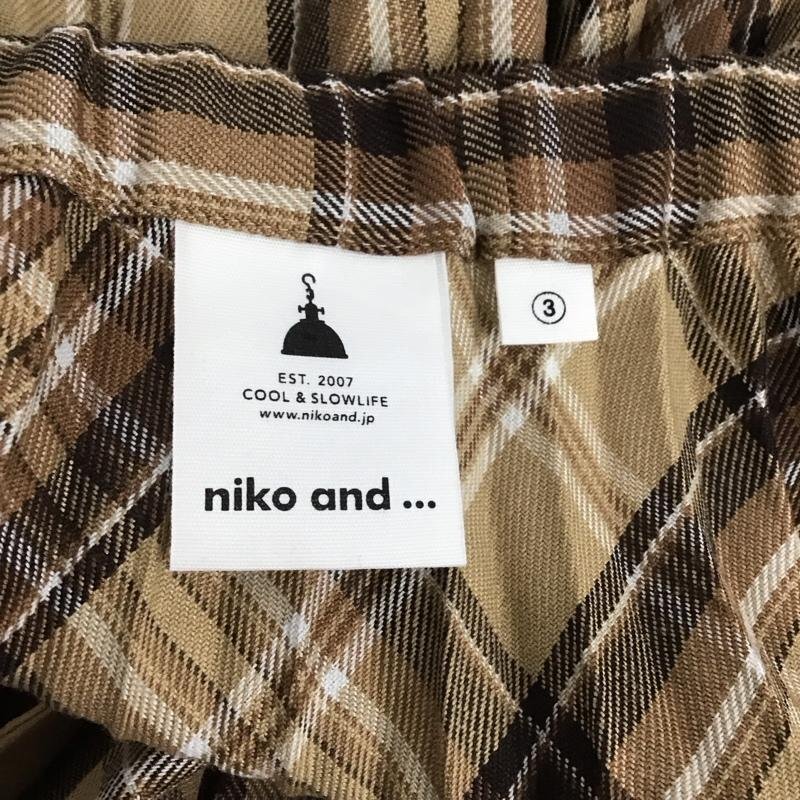 EST. 2007
COOL & SLOWLIFE
www.nikoand.jp
niko and ...
③